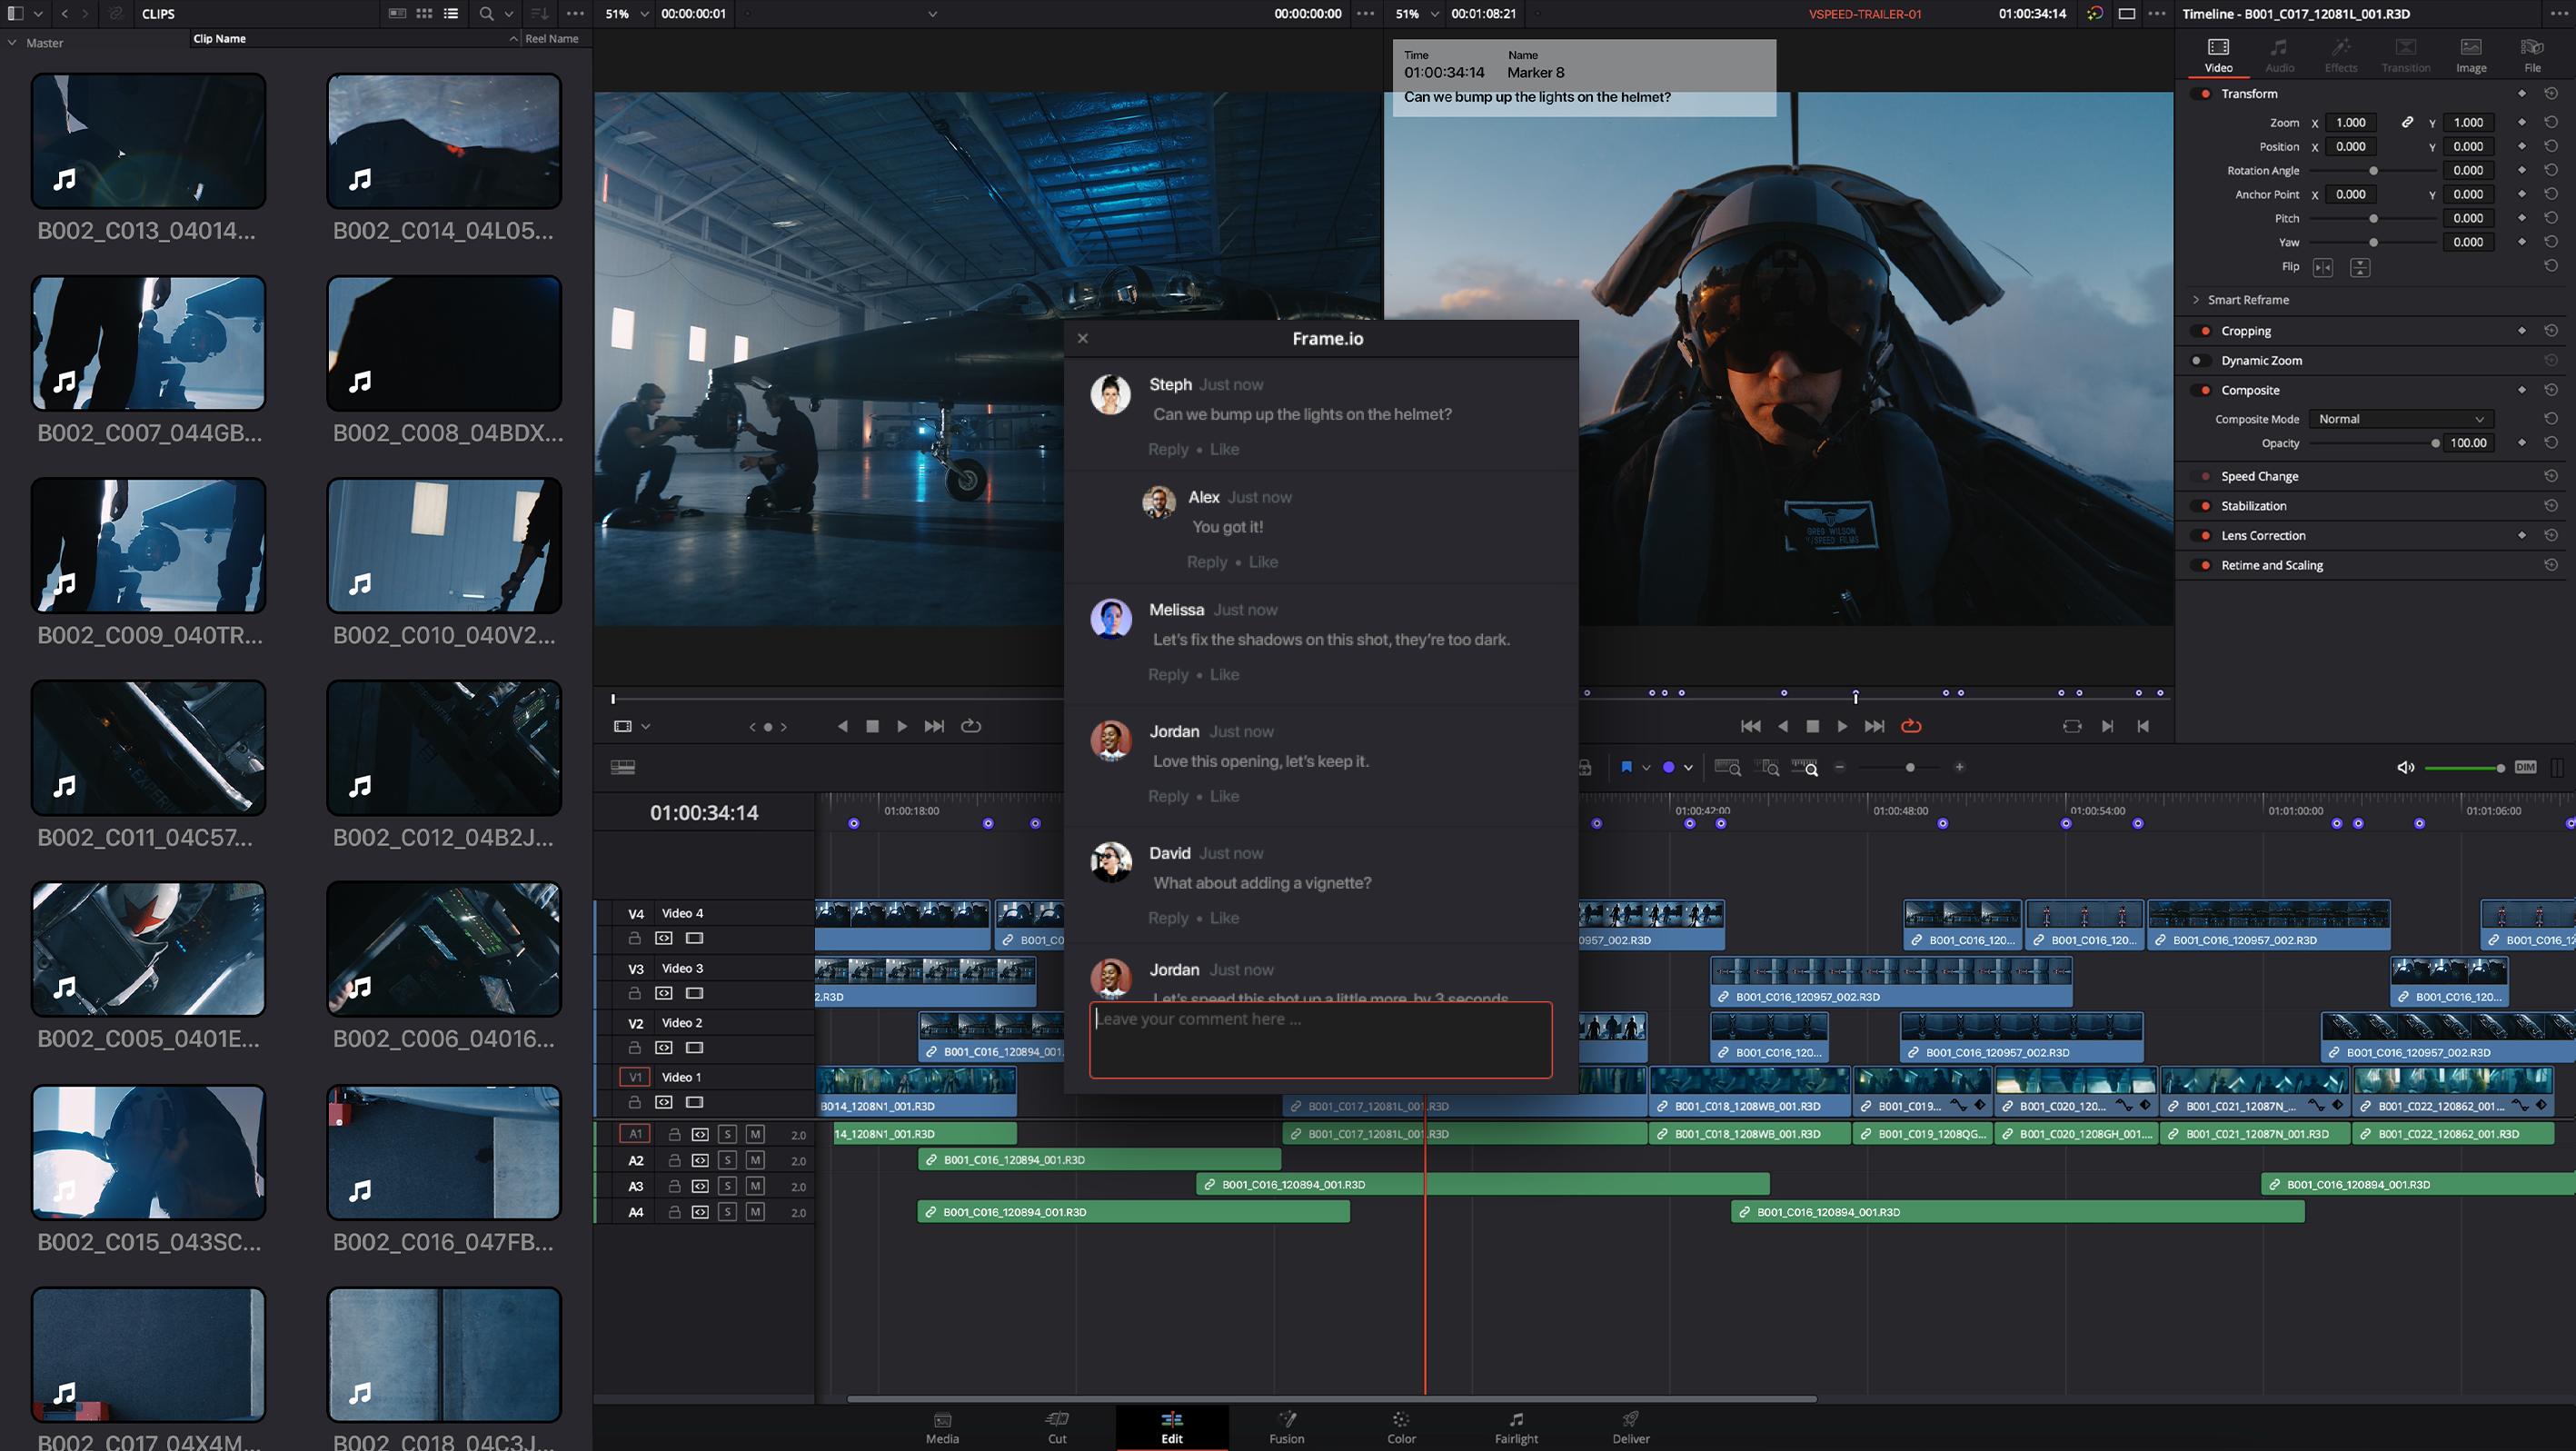 CLIPS
51%
00:00:00:01
00:00:00:00
51%
00:01:08:21
VSPEED-TRAILER-01
01:00:34:14
Timeline - B001_C017_12081L_001.R3D
Master
Clip Name
Reel Name
B002_C013_04014...
B002_C014_04L05...
B002_C007_044GB...
B002_C008_04BDX...
B002_C009_040TR...
B002_C010_040V2...
B002_C011_04C57...
B002_C012_04B2J...
B002_C005_0401E...
B002_C006_04016...
B002_C015_043SC...
B002_C016_047FB...
B002_C017_04X4M...
B002_C018_04C3J...
Time
Name
01:00:34:14
Marker 8
Can we bump up the lights on the helmet?
GREG WILSON
V/SPEED FILMS
Frame.io
Steph Just now
Can we bump up the lights on the helmet?
Reply • Like
Alex Just now
You got it!
Reply • Like
Melissa Just now
Let's fix the shadows on this shot, they're too dark.
Reply • Like
Jordan Just now
Love this opening, let's keep it.
Reply • Like
David Just now
What about adding a vignette?
Reply • Like
Jordan Just now
Let's speed this shot up a little more, by 3 seconds
Leave your comment here ...
Video
Audio
Effects
Transition
Image
File
Transform
Zoom X 1.000 Y 1.000
Position X 0.000 Y 0.000
Rotation Angle 0.000
Anchor Point X 0.000 Y 0.000
Pitch 0.000
Yaw 0.000
Flip
Smart Reframe
Cropping
Dynamic Zoom
Composite
Composite Mode Normal
Opacity 100.00
Speed Change
Stabilization
Lens Correction
Retime and Scaling
DIM
01:00:34:14
01:00:18:00
01:00:42:00
01:00:48:00
01:00:54:00
01:01:00:00
01:01:06:00
V4 Video 4
B001_C0
0957_002.R3D
B001_C016_120...
B001_C016_120...
B001_C016_120957_002.R3D
B001_C016_12
V3 Video 3
2.R3D
B001_C016_120957_002.R3D
B001_C016_120...
V2 Video 2
B001_C016_120894_001.
B001_C016_120...
B001_C016_120957_002.R3D
B001_C016_120957_002.R3D
V1 Video 1
B014_1208N1_001.R3D
B001_C017_12081L_001.R3D
B001_C018_1208WB_001.R3D
B001_C019...
B001_C020_120...
B001_C021_12087N_...
B001_C022_120862_001...
A1 S M 2.0
14_1208N1_001.R3D
B001_C017_12081L_001.R3D
B001_C018_1208WB_001.R3D
B001_C019_1208QG...
B001_C020_1208GH_001....
B001_C021_12087N_001.R3D
B001_C022_120862_001.R3D
A2 S M 2.0
B001_C016_120894_001.R3D
A3 S M 2.0
B001_C016_120894_001.R3D
B001_C016_120894_001.R3D
A4 S M 2.0
B001_C016_120894_001.R3D
B001_C016_120894_001.R3D
Media
Cut
Edit
Fusion
Color
Fairlight
Deliver